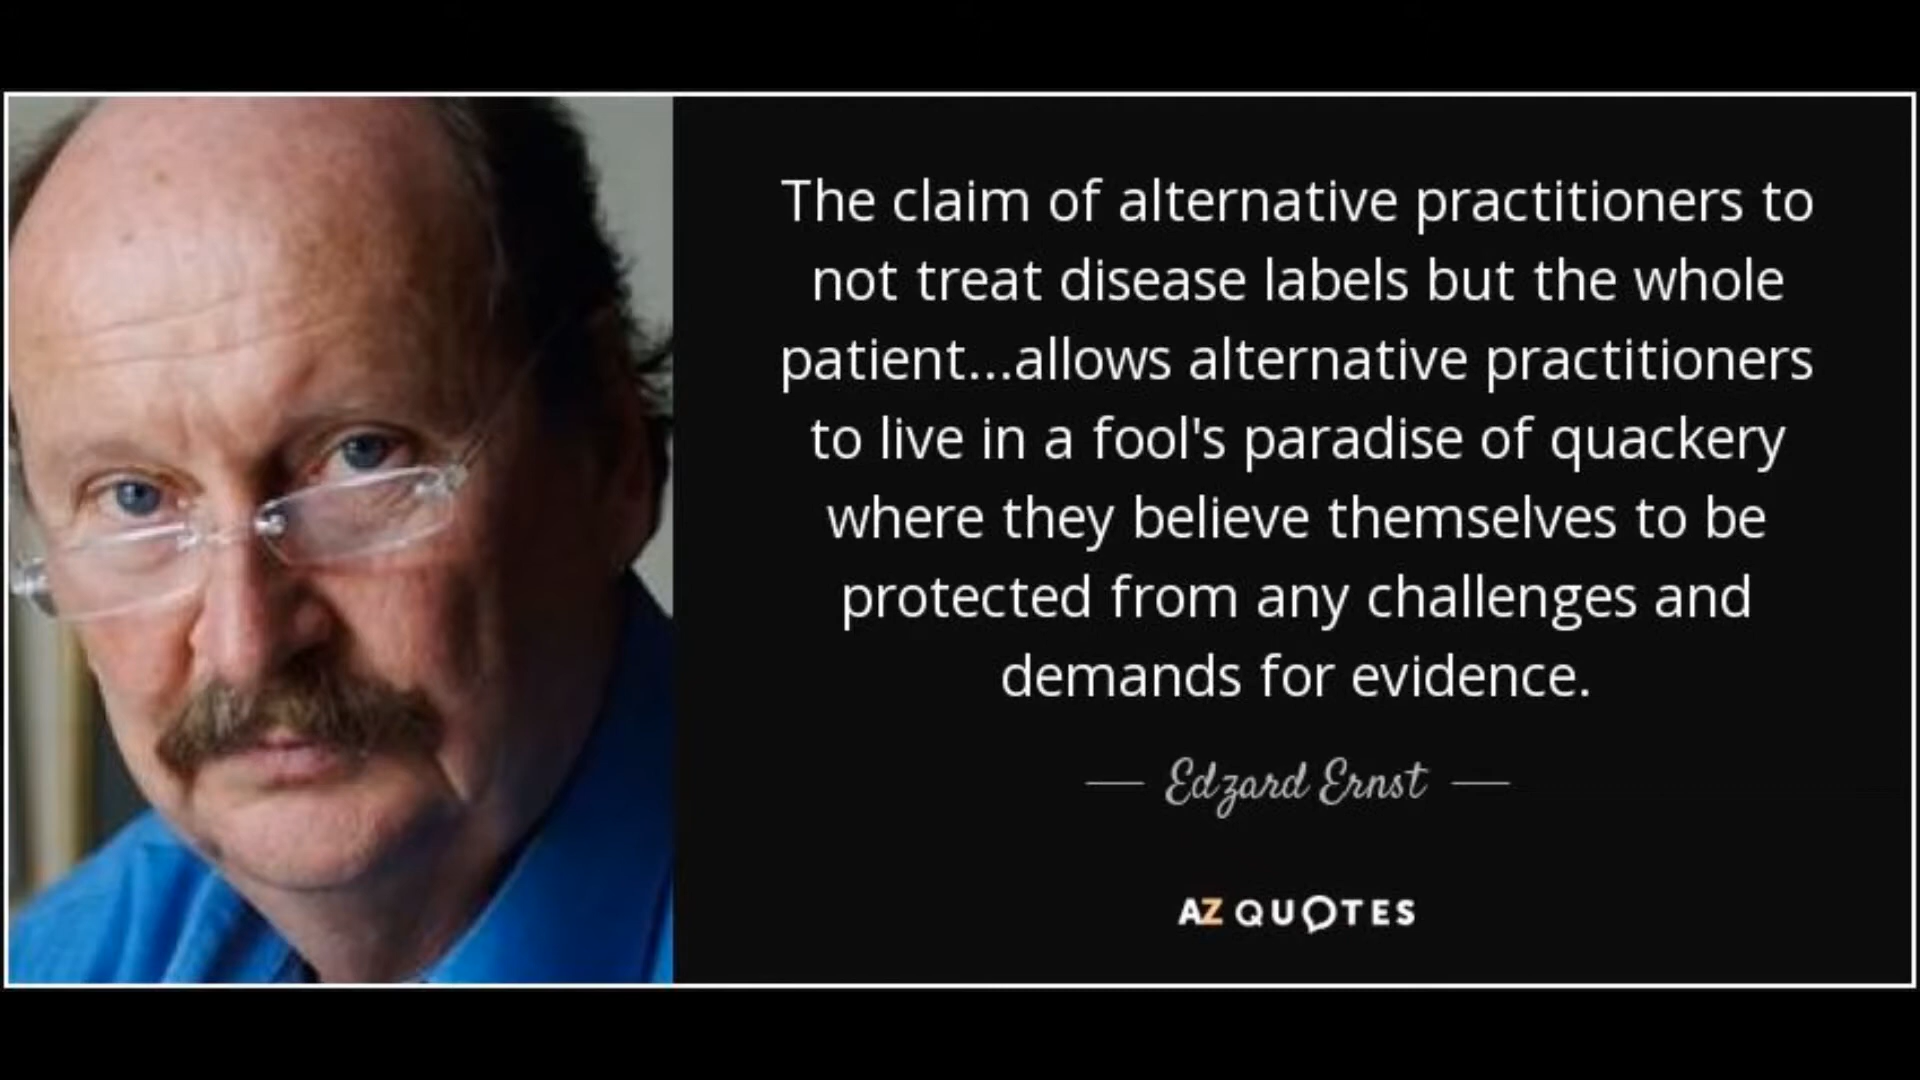 The claim of alternative practitioners to
not treat disease labels but the whole
patient...allows alternative practitioners
to live in a fool's paradise of quackery
where they believe themselves to be
protected from any challenges and
demands for evidence.
Edzard Ernst
AZ QUOTES